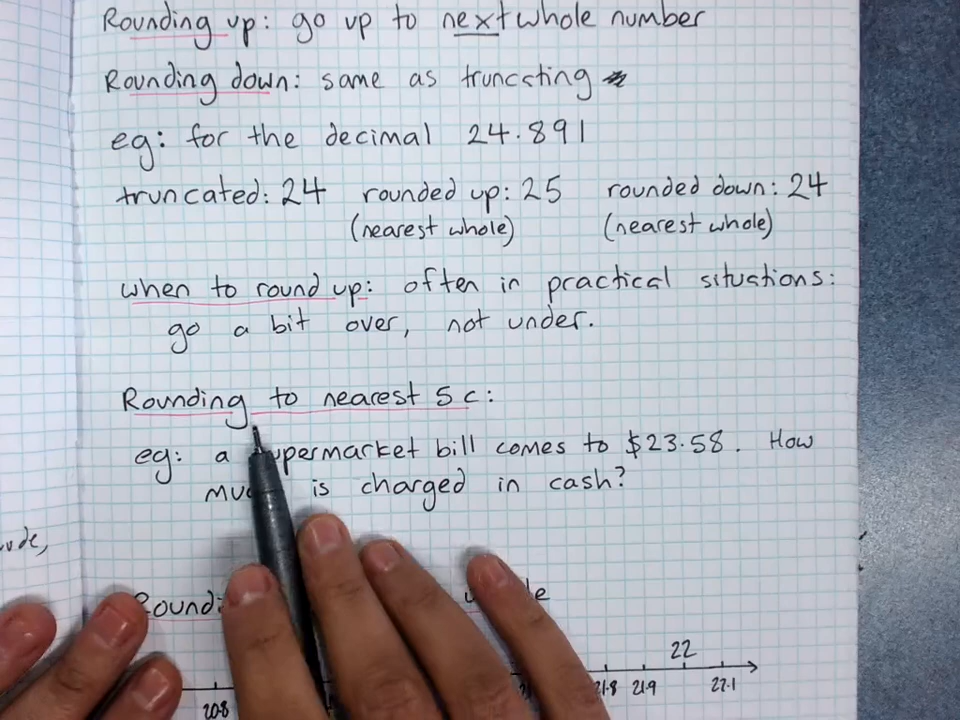 Rounding up: go up to next whole number
Rounding down: same as truncating
eg: for the decimal 24.891
truncated: 24 rounded up: 25 rounded down: 24
(nearest whole) (nearest whole)
when to round up: often in practical situations:
go a bit over, not under.
Rounding to nearest 5c:
eg: a supermarket bill comes to $23.58. How
is charged in cash?
22
20.8 21.8 21.9 22.1